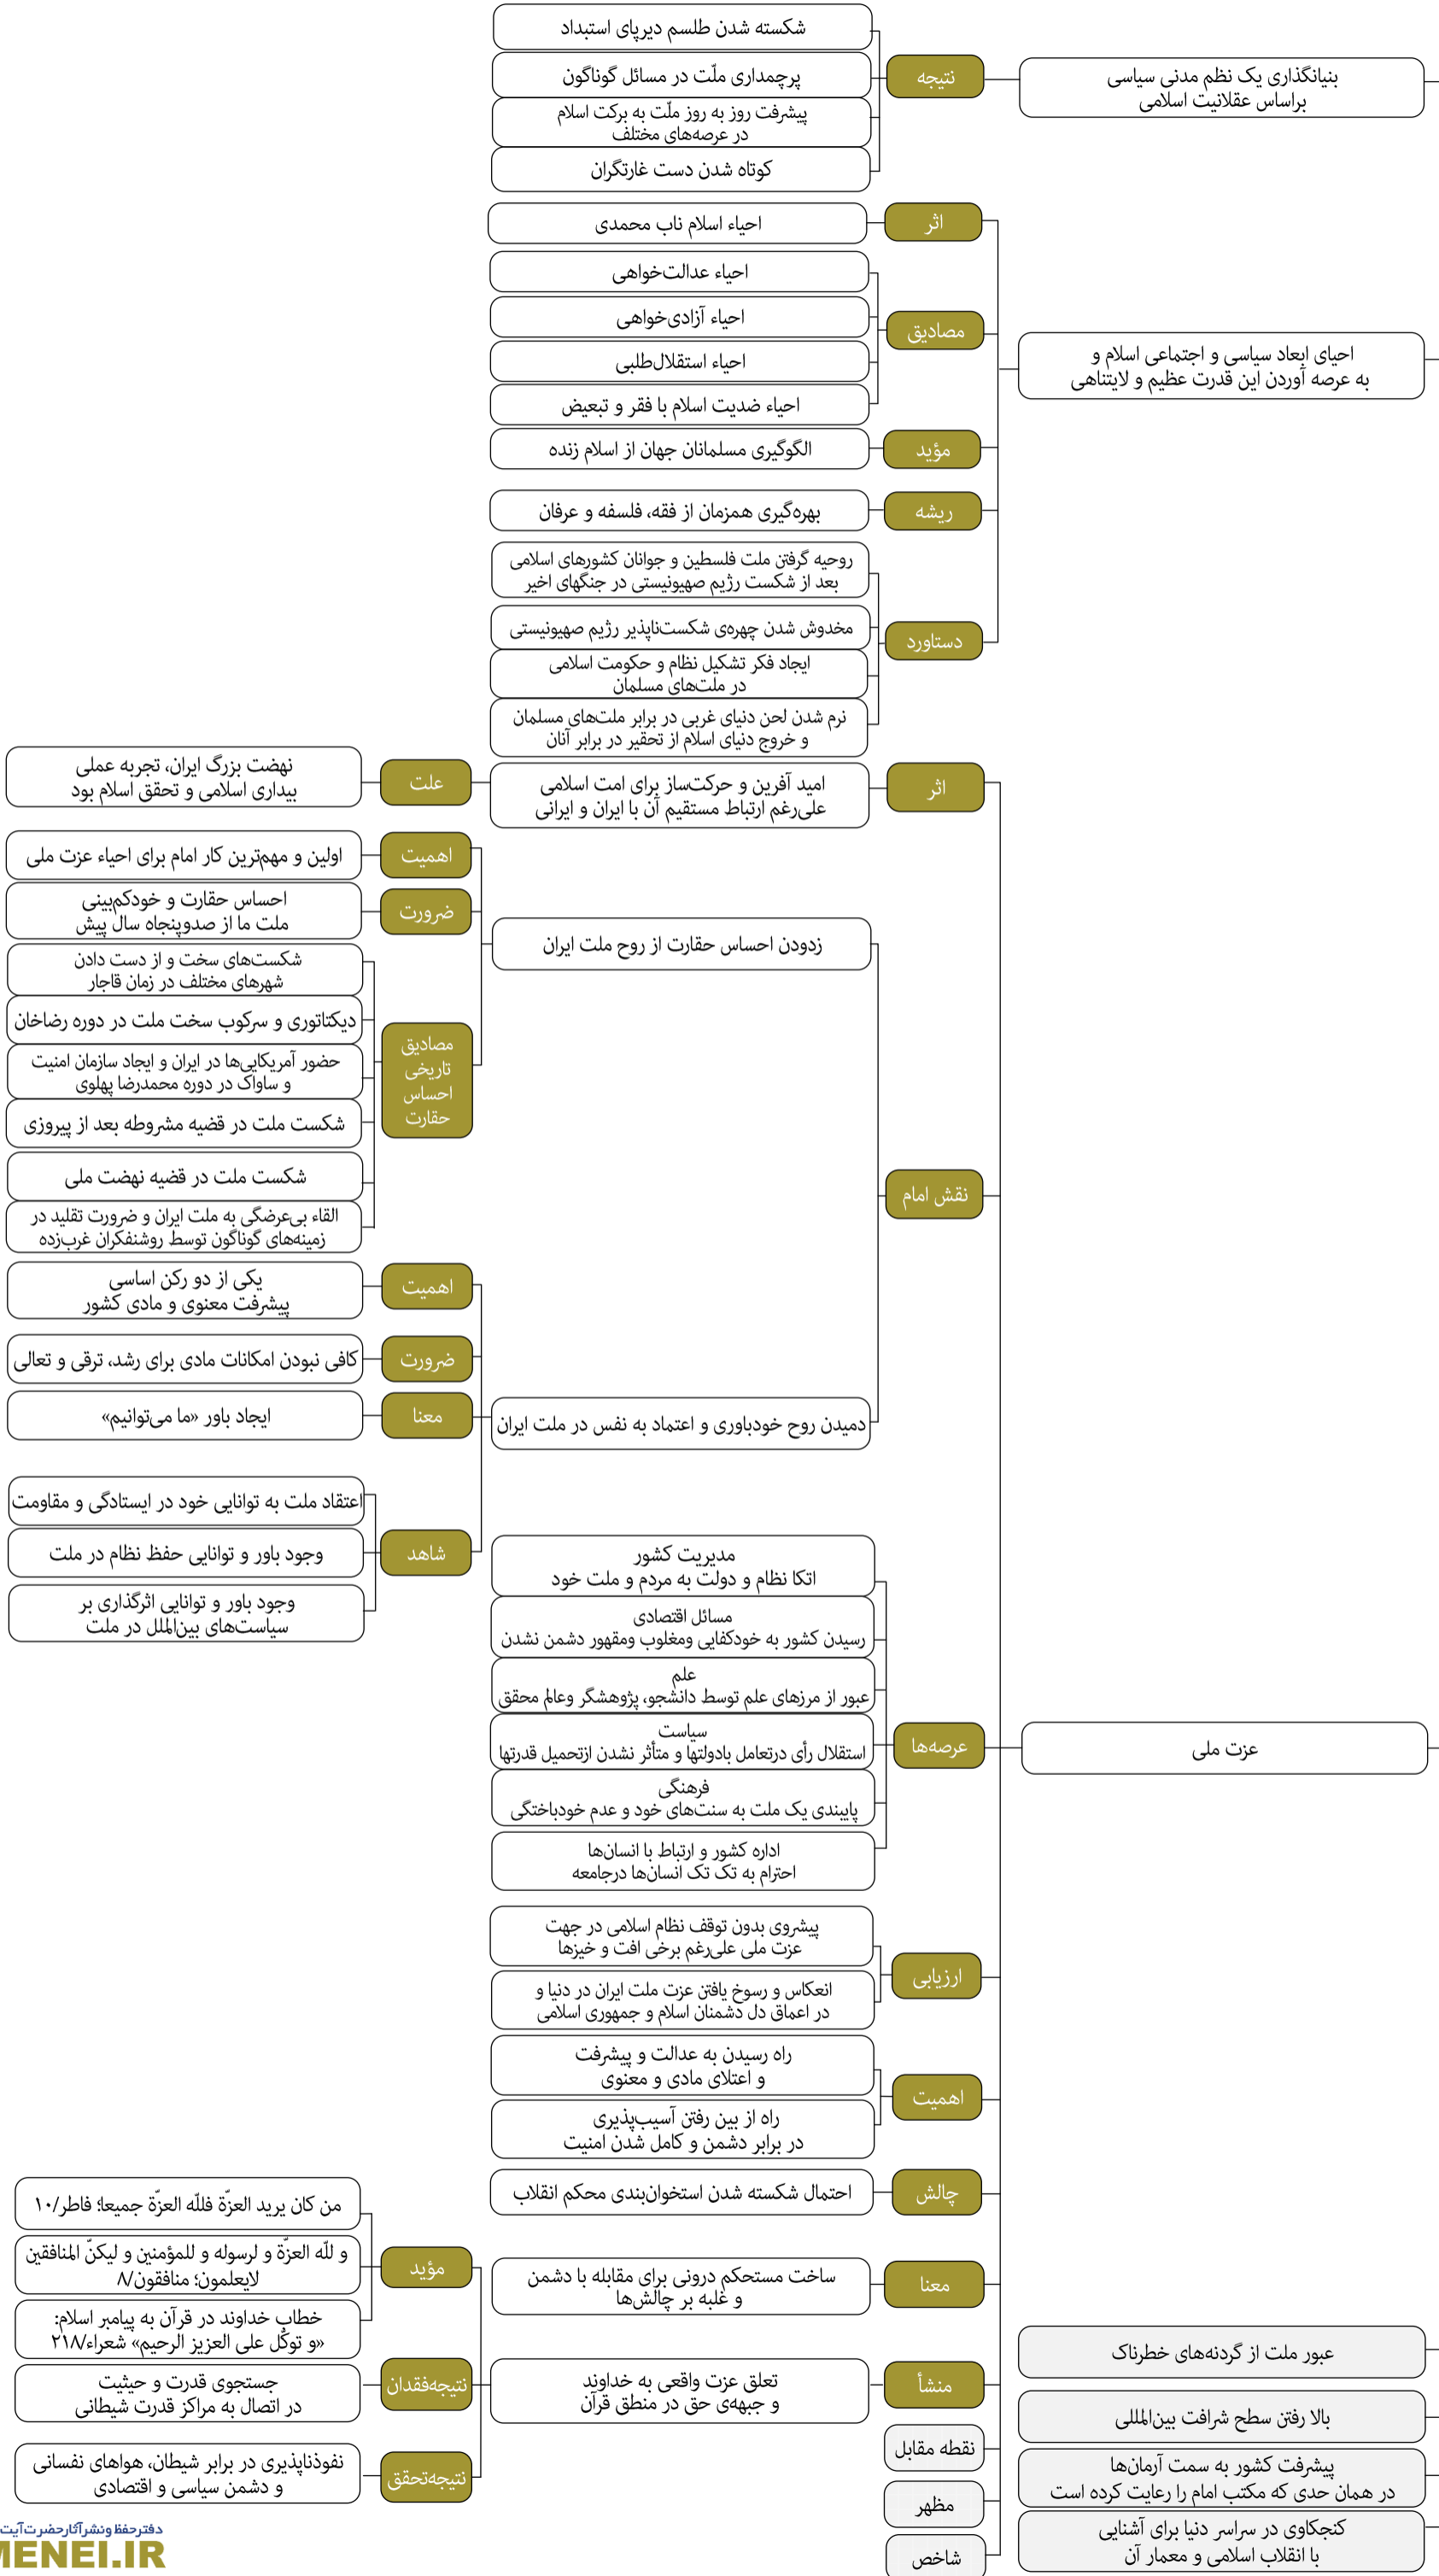 بنیانگذاری یک نظم مدنی سیاسی
براساس عقلانیت اسلامی
نتیجه
شکسته شدن طلسم دیرپای استبداد
پرچمداری ملّت در مسائل گوناگون
پیشرفت روز به روز ملّت به برکت اسلام
در عرصه‌های مختلف
کوتاه شدن دست غارتگران
احیای ابعاد سیاسی و اجتماعی اسلام و
به عرصه آوردن این قدرت عظیم و لایتناهی
اثر
احیاء اسلام ناب محمدی
مصادیق
احیاء عدالت‌خواهی
احیاء آزادی‌خواهی
احیاء استقلال‌طلبی
احیاء ضدیت اسلام با فقر و تبعیض
مؤید
الگوگیری مسلمانان جهان از اسلام زنده
ریشه
بهره‌گیری همزمان از فقه، فلسفه و عرفان
دستاورد
روحیه گرفتن ملت فلسطین و جوانان کشورهای اسلامی
بعد از شکست رژیم صهیونیستی در جنگهای اخیر
مخدوش شدن چهره‌ی شکست‌ناپذیر رژیم صهیونیستی
ایجاد فکر تشکیل نظام و حکومت اسلامی
در ملت‌های مسلمان
نرم شدن لحن دنیای غربی در برابر ملت‌های مسلمان
و خروج دنیای اسلام از تحقیر در برابر آنان
عزت ملی
اثر
امید آفرین و حرکت‌ساز برای امت اسلامی
علی‌رغم ارتباط مستقیم آن با ایران و ایرانی
علت
نهضت بزرگ ایران، تجربه عملی
بیداری اسلامی و تحقق اسلام بود
نقش امام
زدودن احساس حقارت از روح ملت ایران
اهمیت
اولین و مهم‌ترین کار امام برای احیاء عزت ملی
ضرورت
احساس حقارت و خودکم‌بینی
ملت ما از صدوپنجاه سال پیش
مصادیق
تاریخی
احساس
حقارت
شکست‌های سخت و از دست دادن
شهرهای مختلف در زمان قاجار
دیکتاتوری و سرکوب سخت ملت در دوره رضاخان
حضور آمریکایی‌ها در ایران و ایجاد سازمان امنیت
و ساواک در دوره محمدرضا پهلوی
شکست ملت در قضیه مشروطه بعد از پیروزی
شکست ملت در قضیه نهضت ملی
القاء بی‌عرضگی به ملت ایران و ضرورت تقلید در
زمینه‌های گوناگون توسط روشنفکران غرب‌زده
دمیدن روح خودباوری و اعتماد به نفس در ملت ایران
اهمیت
یکی از دو رکن اساسی
پیشرفت معنوی و مادی کشور
ضرورت
کافی نبودن امکانات مادی برای رشد، ترقی و تعالی
معنا
ایجاد باور «ما می‌توانیم»
شاهد
اعتقاد ملت به توانایی خود در ایستادگی و مقاومت
وجود باور و توانایی حفظ نظام در ملت
وجود باور و توانایی اثرگذاری بر
سیاست‌های بین‌الملل در ملت
عرصه‌ها
مدیریت کشور
اتکا نظام و دولت به مردم و ملت خود
مسائل اقتصادی
رسیدن کشور به خودکفایی ومغلوب ومقهور دشمن نشدن
علم
عبور از مرزهای علم توسط دانشجو، پژوهشگر وعالم محقق
سیاست
استقلال رأی درتعامل بادولتها و متأثر نشدن ازتحمیل قدرتها
فرهنگی
پایبندی یک ملت به سنت‌های خود و عدم خودباختگی
اداره کشور و ارتباط با انسان‌ها
احترام به تک تک انسان‌ها درجامعه
ارزیابی
پیشروی بدون توقف نظام اسلامی در جهت
عزت ملی علی‌رغم برخی افت و خیزها
انعکاس و رسوخ یافتن عزت ملت ایران در دنیا و
در اعماق دل دشمنان اسلام و جمهوری اسلامی
اهمیت
راه رسیدن به عدالت و پیشرفت
و اعتلای مادی و معنوی
راه از بین رفتن آسیب‌پذیری
در برابر دشمن و کامل شدن امنیت
چالش
احتمال شکسته شدن استخوان‌بندی محکم انقلاب
معنا
ساخت مستحکم درونی برای مقابله با دشمن
و غلبه بر چالش‌ها
منشأ
تعلق عزت واقعی به خداوند
و جبهه‌ی حق در منطق قرآن
مؤید
من کان یرید العزّة فللّه العزّة جمیعا؛ فاطر/۱۰
و للّه العزّة و لرسوله و للمؤمنین و لیکنّ المنافقین
لایعلمون؛ منافقون/۸
خطاب خداوند در قرآن به پیامبر اسلام:
«و توکّل علی العزیز الرحیم» شعراء/۲۱۸
نتیجه‌فقدان
جستجوی قدرت و حیثیت
در اتصال به مراکز قدرت شیطانی
نتیجه‌تحقق
نفوذناپذیری در برابر شیطان، هواهای نفسانی
و دشمن سیاسی و اقتصادی
نقطه مقابل
مظهر
شاخص
عبور ملت از گردنه‌های خطرناک
بالا رفتن سطح شرافت بین‌المللی
پیشرفت کشور به سمت آرمان‌ها
در همان حدی که مکتب امام را رعایت کرده است
کنجکاوی در سراسر دنیا برای آشنایی
با انقلاب اسلامی و معمار آن
دفترحفظ ونشرآثارحضرت‌آیت
MENEI.IR